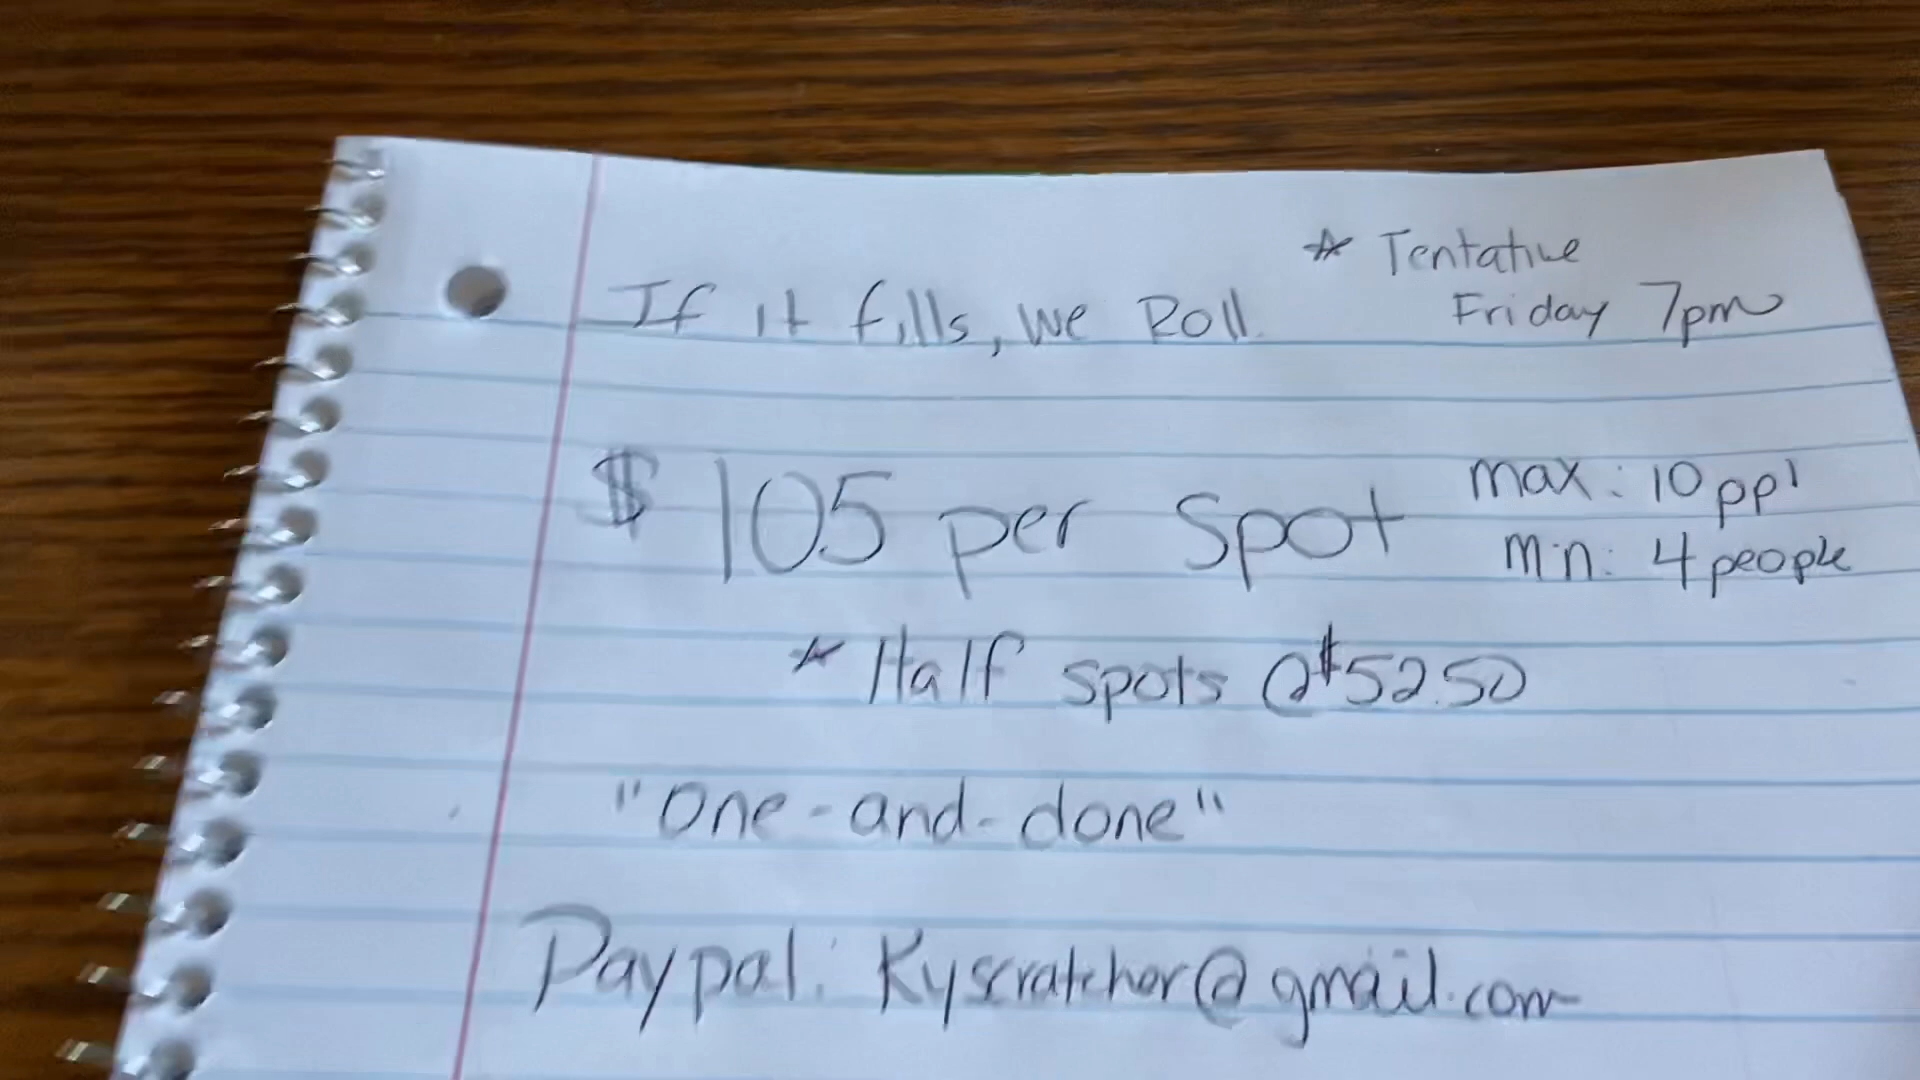 ☆ Tentative
If it fills, we Roll. Friday 7pm
$105 per spot
max: 10 ppl
min: 4 people
☆ Half spots @ $52.50
"One-and-done"
Paypal: Kyscratcher@gmail.com